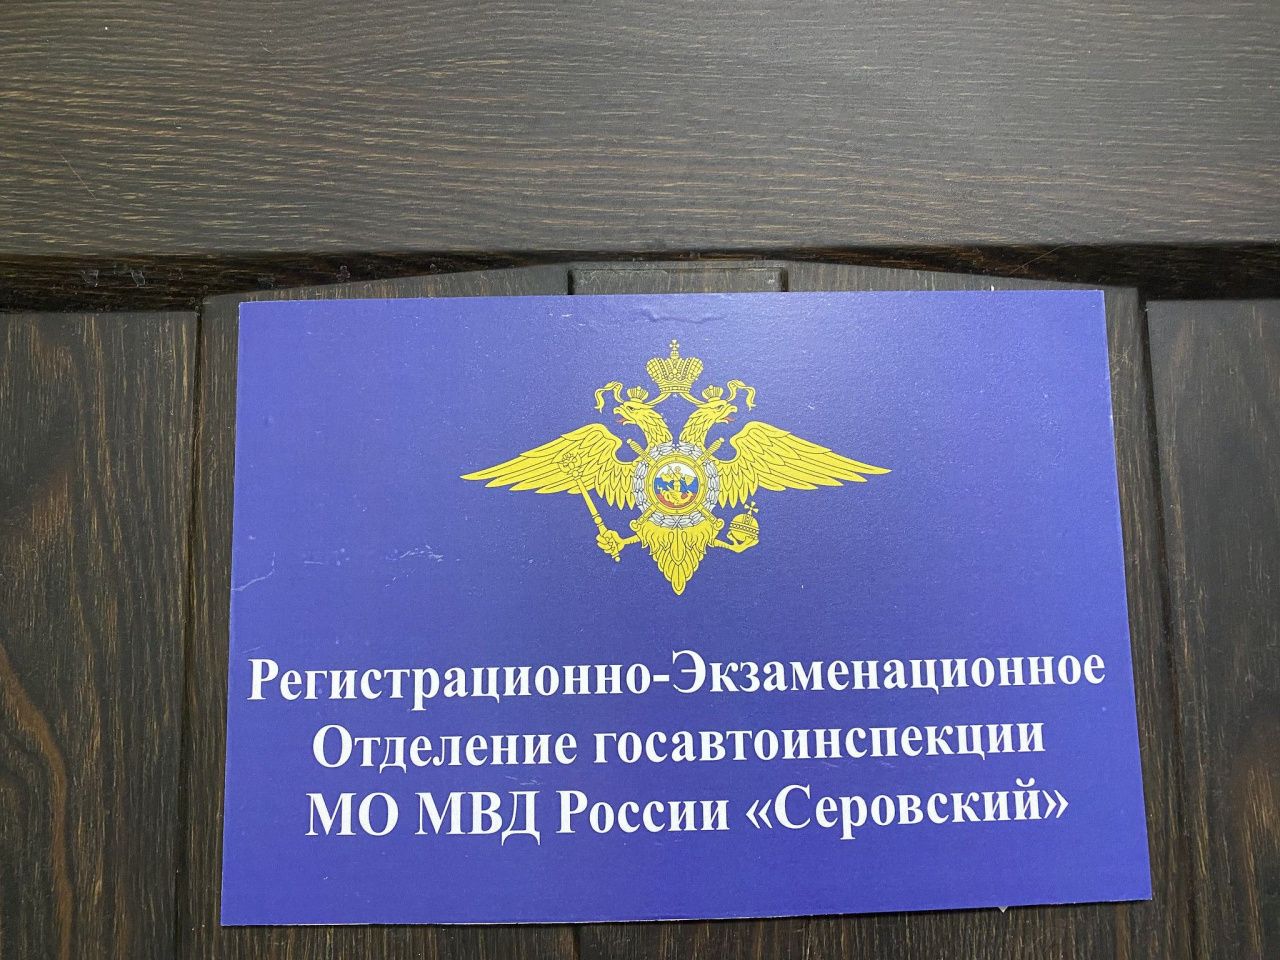 Регистрационно-Экзаменационное
Отделение госавтоинспекции
МО МВД России «Серовский»